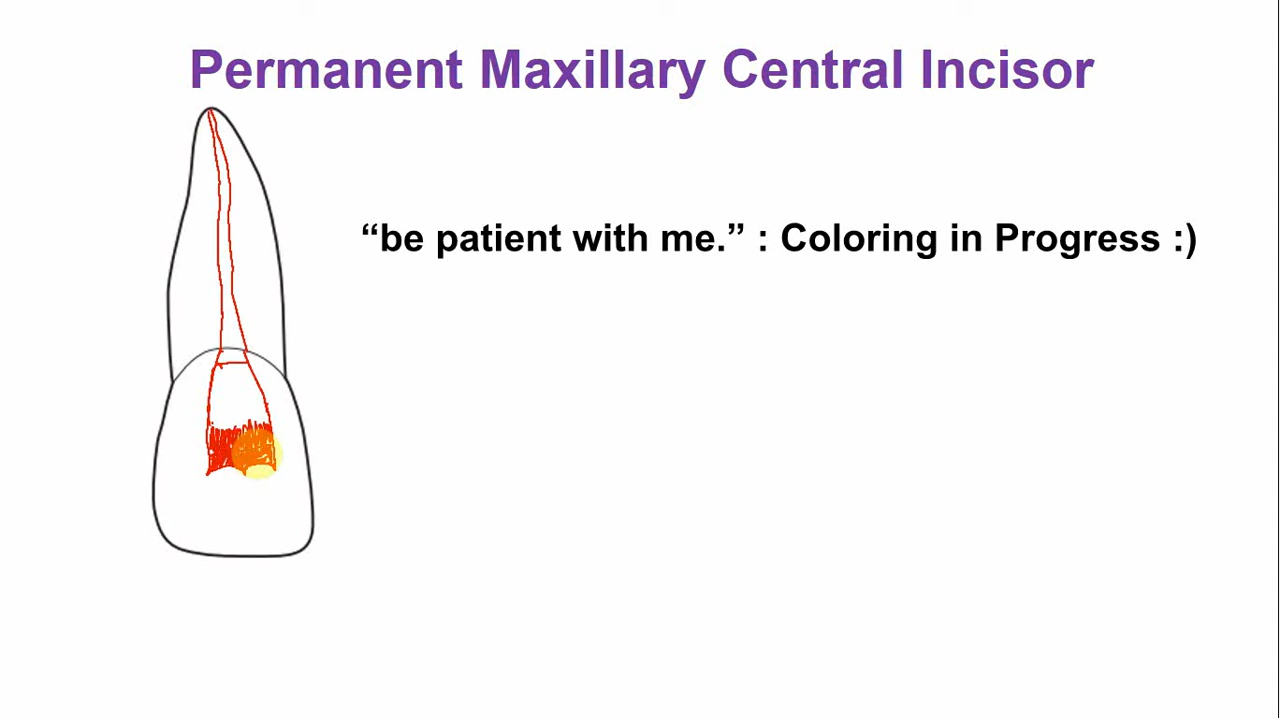 Permanent Maxillary Central Incisor
“be patient with me.” : Coloring in Progress :)